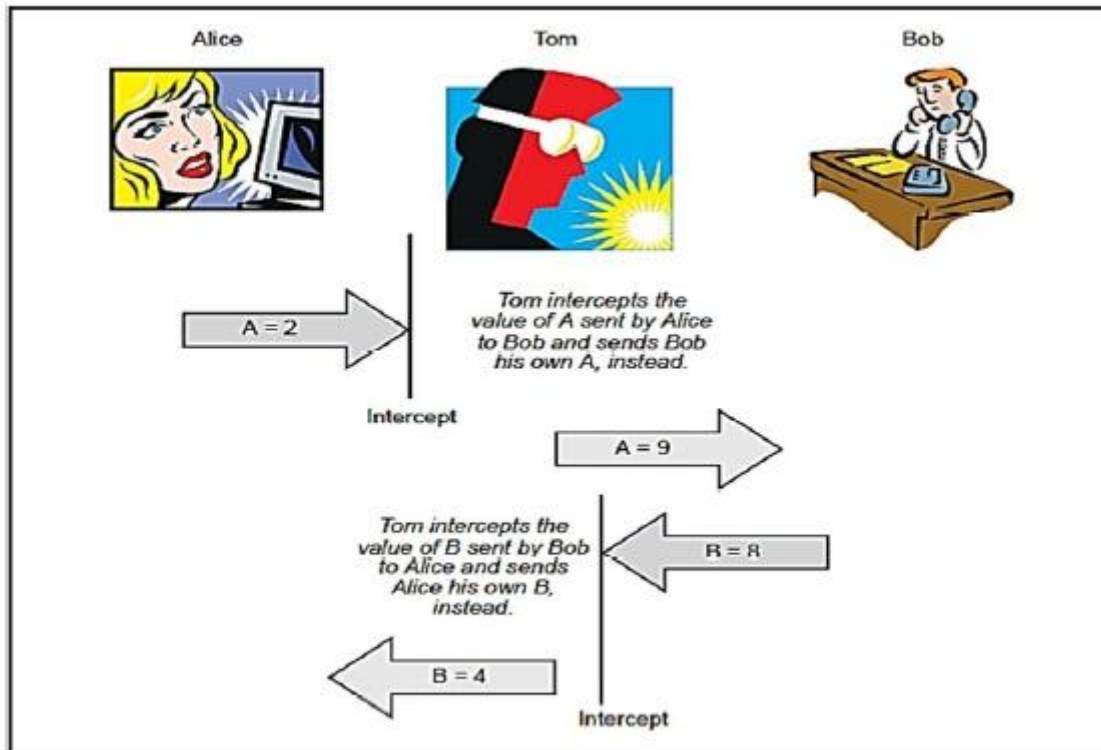 Alice
Tom
Bob
A = 2
Tom intercepts the
value of A sent by Alice
to Bob and sends Bob
his own A, instead.
Intercept
A = 9
Tom intercepts the
value of B sent by Bob
to Alice and sends
Alice his own B,
instead.
B = 8
B = 4
Intercept